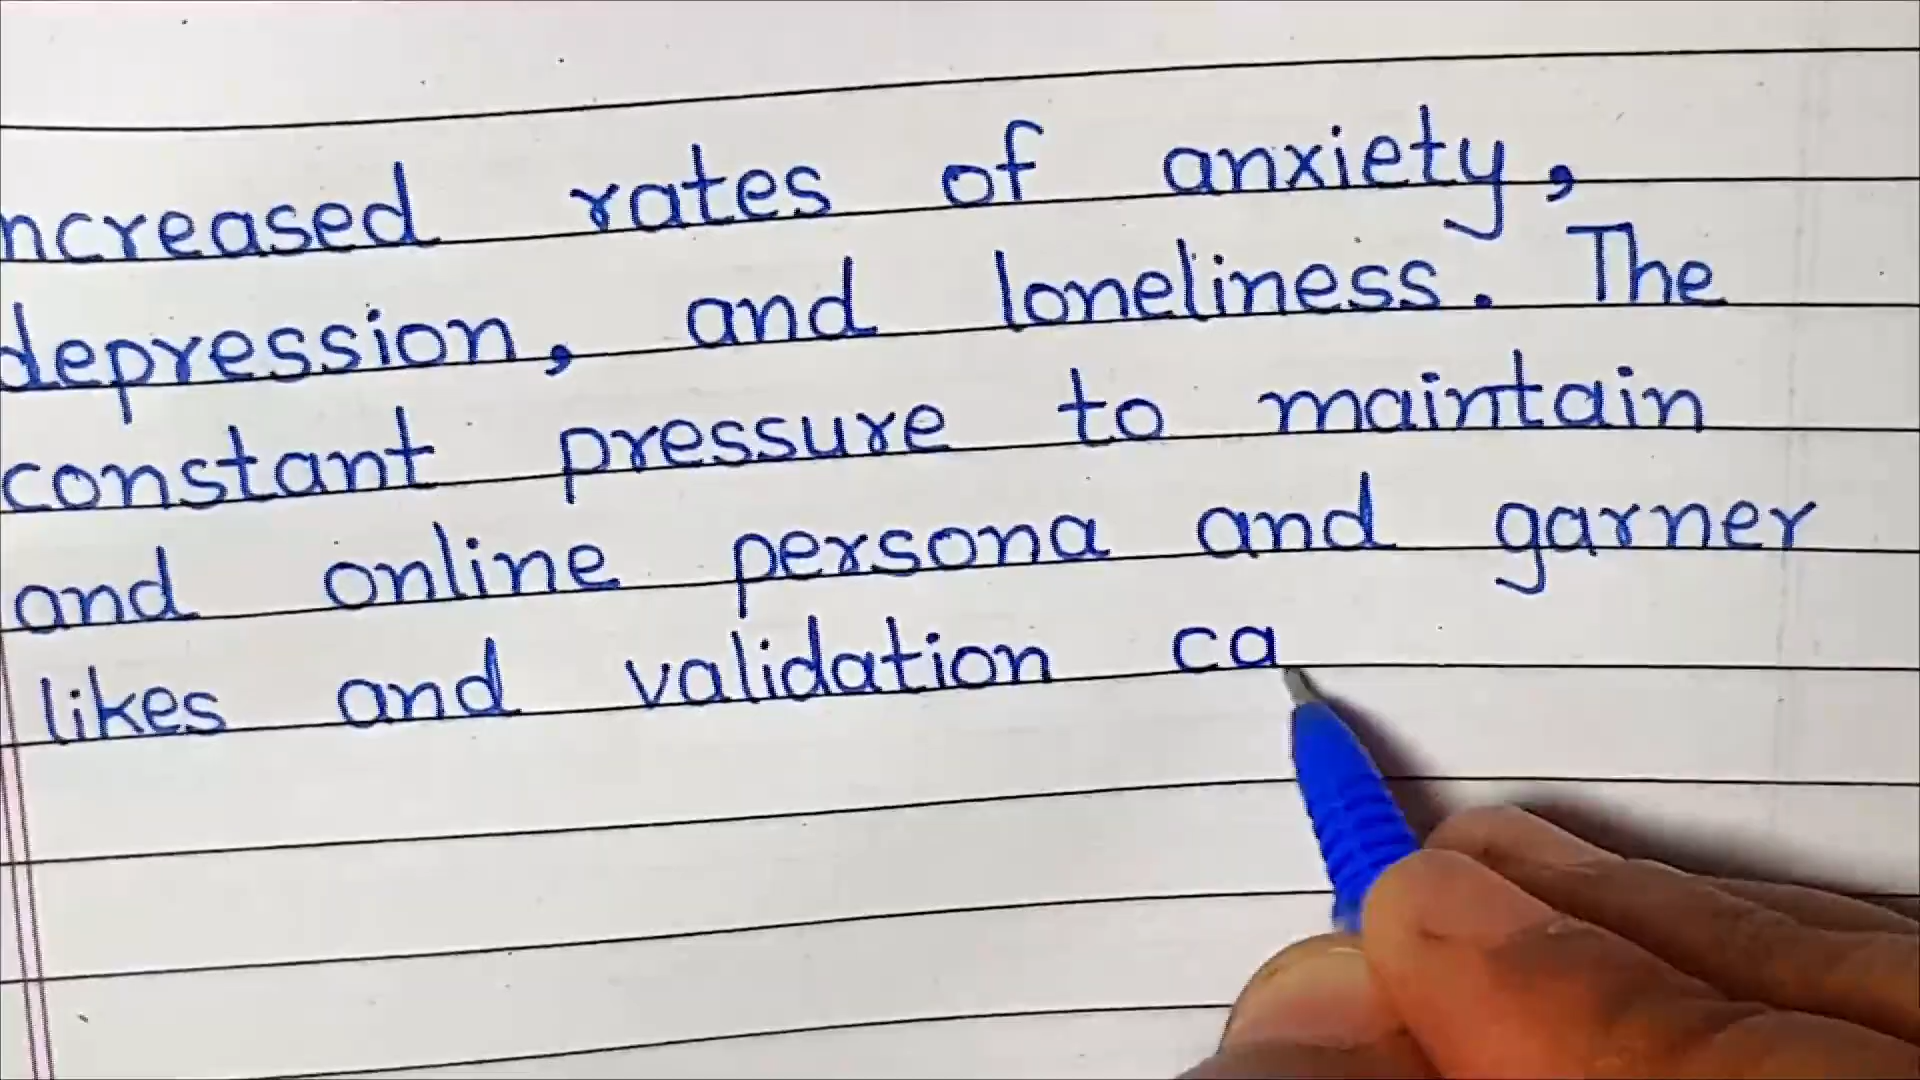 ncreased rates of anxiety,
depression, and loneliness. The
constant pressure to maintain
and online persona and garner
likes and validation ca